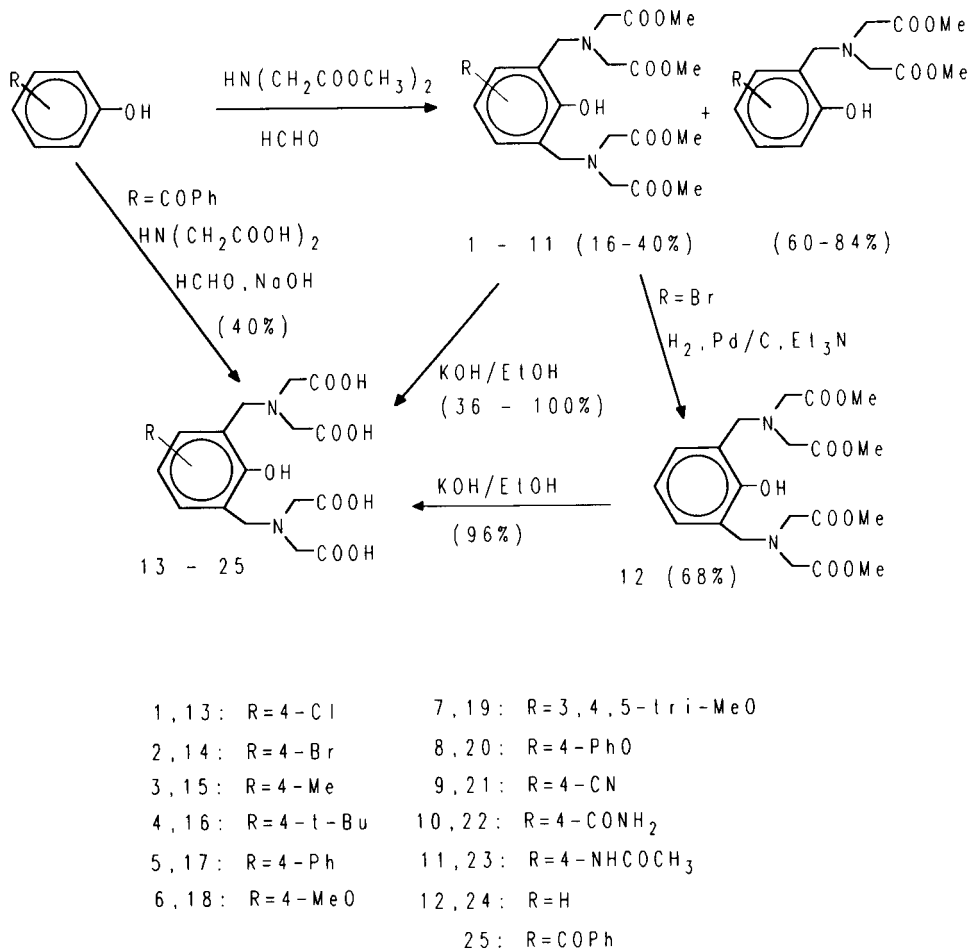 COOMe
N
COOMe
R
OH
COOMe
N
COOMe
COOMe
N
COOMe
R
OH
R
OH
HN(CH₂COOCH₃)₂
HCHO
+
1 - 11 (16-40%)
(60-84%)
R=COPh
HN(CH₂COOH)₂
HCHO,NaOH
(40%)
R=Br
H₂,Pd/C,Et₃N
KOH/EtOH
(36 - 100%)
COOH
N
COOH
R
OH
COOH
N
COOH
13 - 25
KOH/EtOH
(96%)
COOMe
N
COOMe
OH
COOMe
N
COOMe
12 (68%)
1,13: R=4-Cl
2,14: R=4-Br
3,15: R=4-Me
4,16: R=4-t-Bu
5,17: R=4-Ph
6,18: R=4-MeO
7,19: R=3,4,5-tri-MeO
8,20: R=4-PhO
9,21: R=4-CN
10,22: R=4-CONH₂
11,23: R=4-NHCOCH₃
12,24: R=H
25: R=COPh